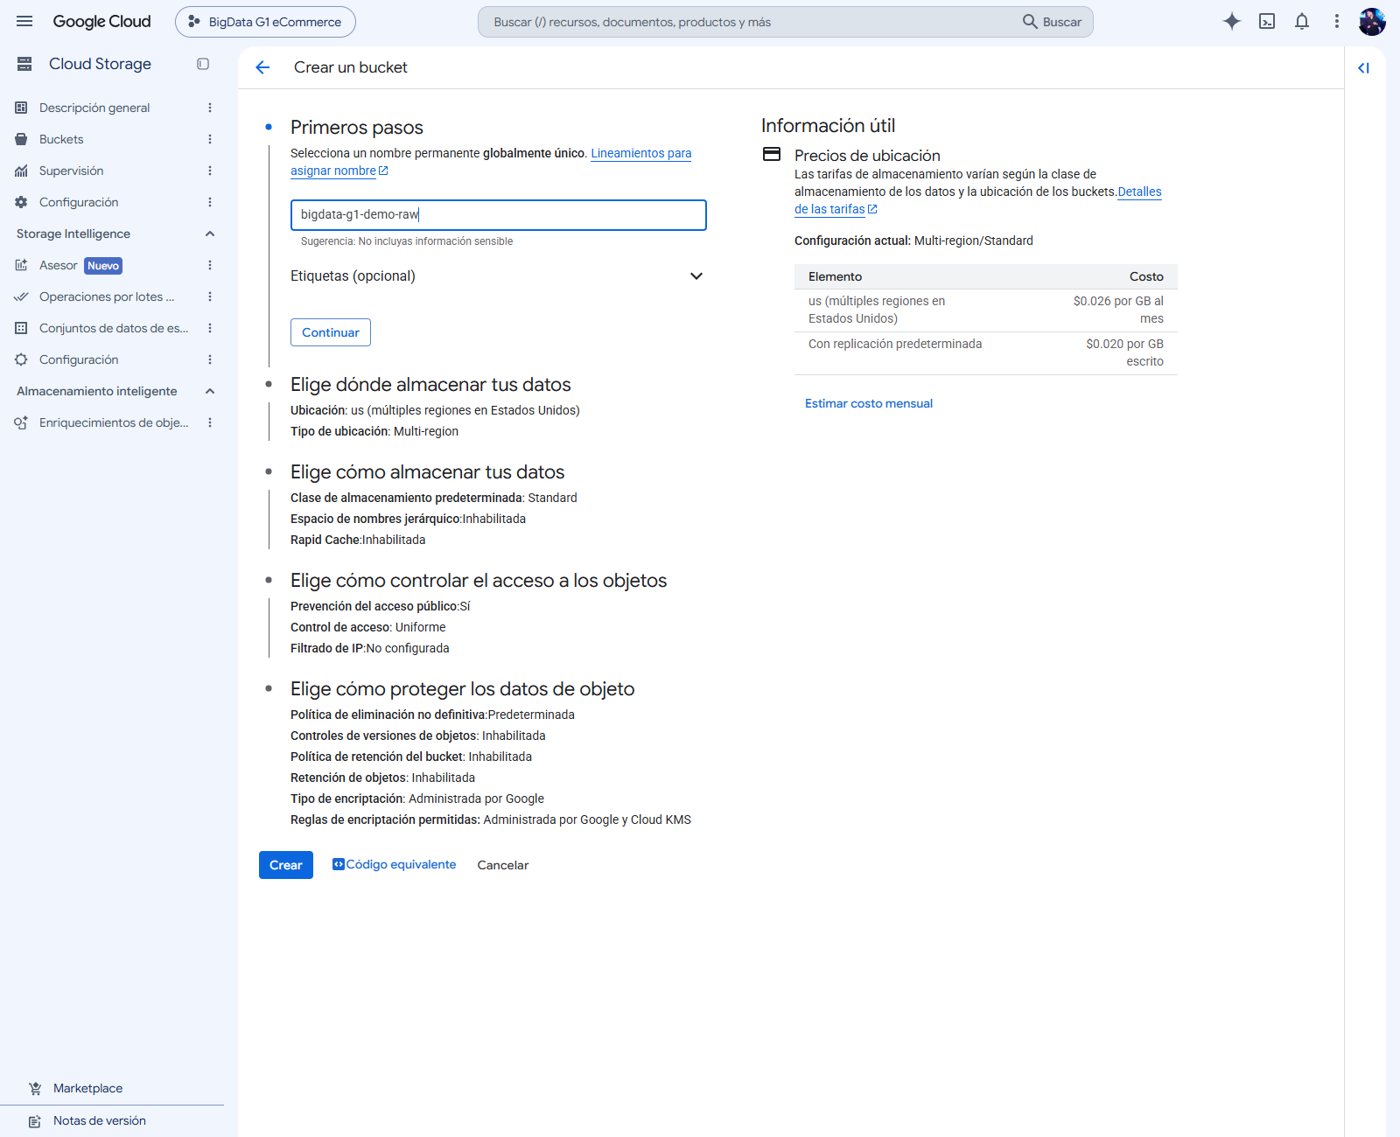 Google Cloud
BigData G1 eCommerce
Buscar (/) recursos, documentos, productos y más
Buscar
Cloud Storage
Descripción general
Buckets
Supervisión
Configuración
Storage Intelligence
Asesor Nuevo
Operaciones por lotes ...
Conjuntos de datos de es...
Configuración
Almacenamiento inteligente
Enriquecimientos de obje...
Marketplace
Notas de versión
Crear un bucket
Primeros pasos
Selecciona un nombre permanente globalmente único. Lineamientos para
asignar nombre
bigdata-g1-demo-raw
Sugerencia: No incluyas información sensible
Etiquetas (opcional)
Continuar
Elige dónde almacenar tus datos
Ubicación: us (múltiples regiones en Estados Unidos)
Tipo de ubicación: Multi-region
Elige cómo almacenar tus datos
Clase de almacenamiento predeterminada: Standard
Espacio de nombres jerárquico:Inhabilitada
Rapid Cache:Inhabilitada
Elige cómo controlar el acceso a los objetos
Prevención del acceso público:Sí
Control de acceso: Uniforme
Filtrado de IP:No configurada
Elige cómo proteger los datos de objeto
Política de eliminación no definitiva:Predeterminada
Controles de versiones de objetos: Inhabilitada
Política de retención del bucket: Inhabilitada
Retención de objetos: Inhabilitada
Tipo de encriptación: Administrada por Google
Reglas de encriptación permitidas: Administrada por Google y Cloud KMS
Crear
Código equivalente
Cancelar
Información útil
Precios de ubicación
Las tarifas de almacenamiento varían según la clase de
almacenamiento de los datos y la ubicación de los buckets.Detalles
de las tarifas
Configuración actual: Multi-region/Standard
Elemento Costo
us (múltiples regiones en $0.026 por GB al
Estados Unidos) mes
Con replicación predeterminada $0.020 por GB
escrito
Estimar costo mensual